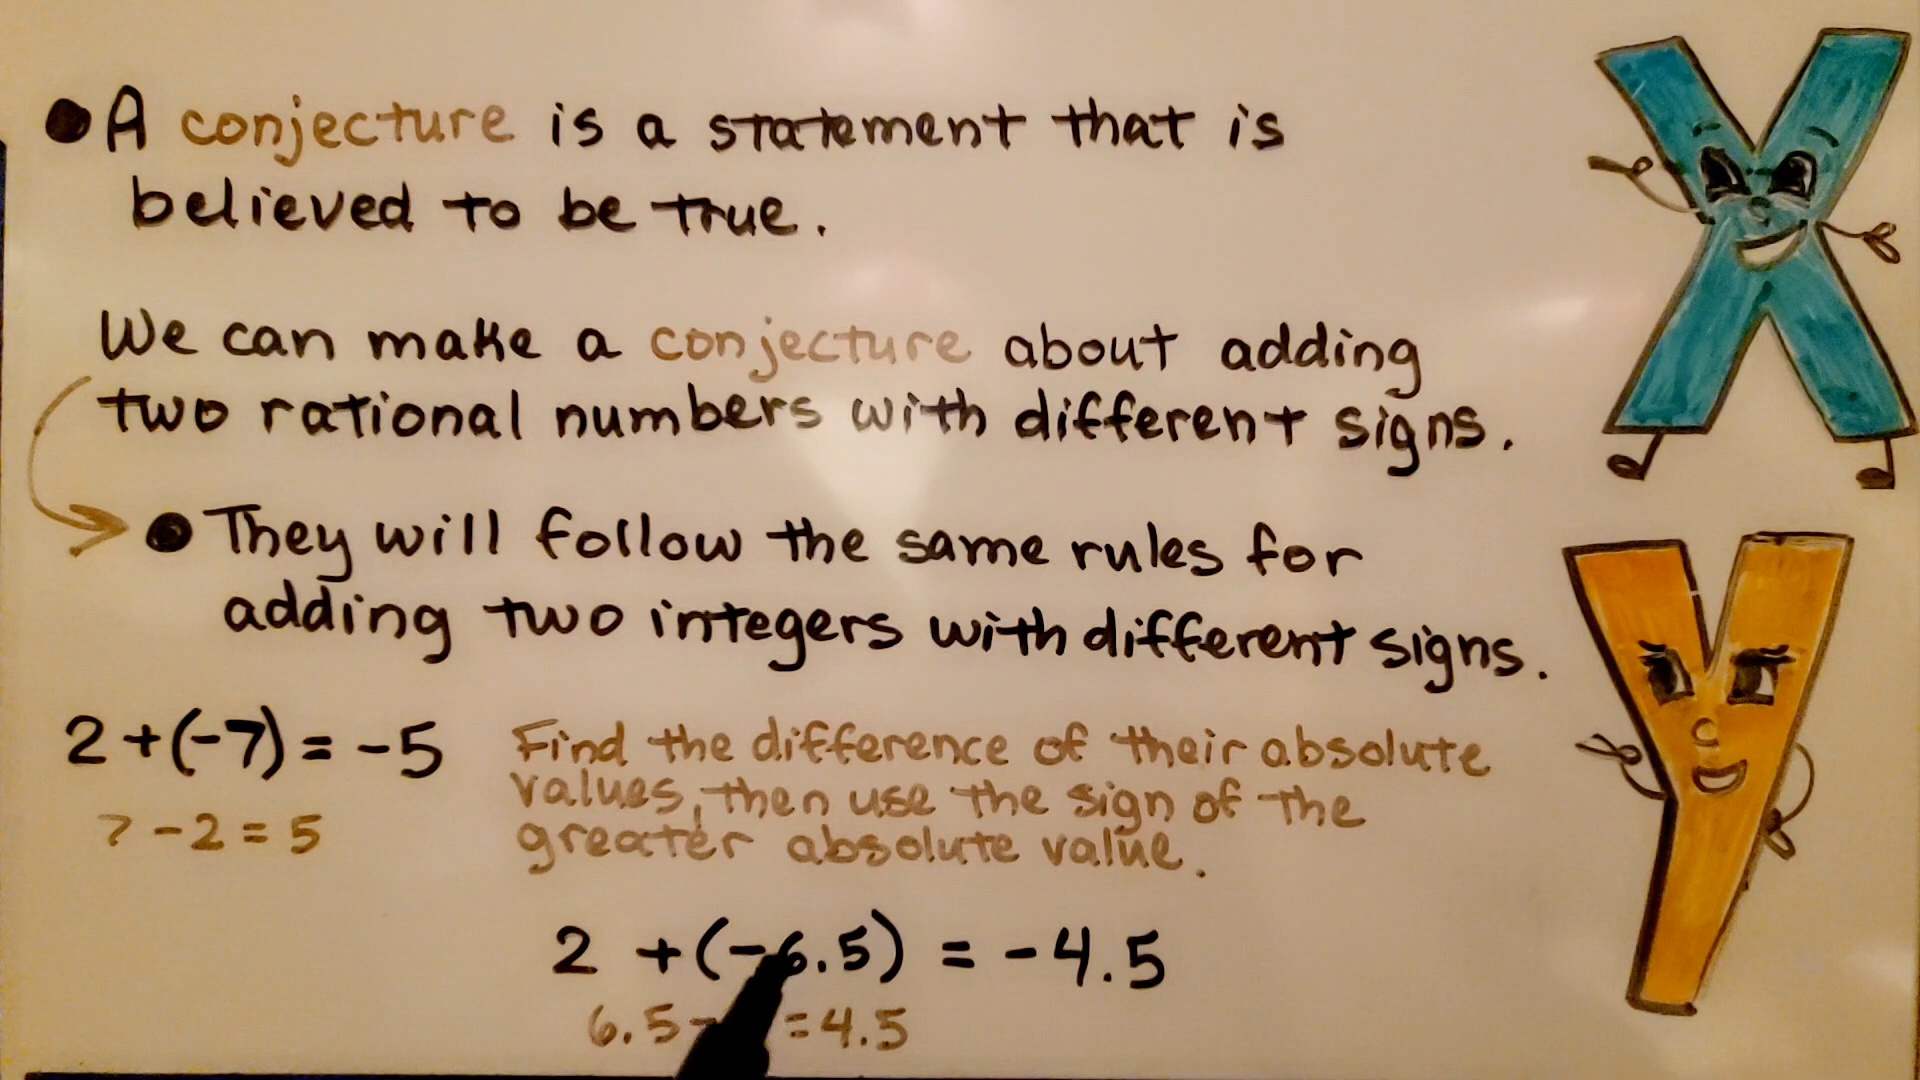 ● A conjecture is a statement that is
believed to be true.
We can make a conjecture about adding
two rational numbers with different signs.
● They will follow the same rules for
adding two integers with different signs.
2 + (-7) = -5
7 - 2 = 5
Find the difference of their absolute
values, then use the sign of the
greater absolute value.
2 + (-6.5) = -4.5
6.5 - = 4.5
X
Y